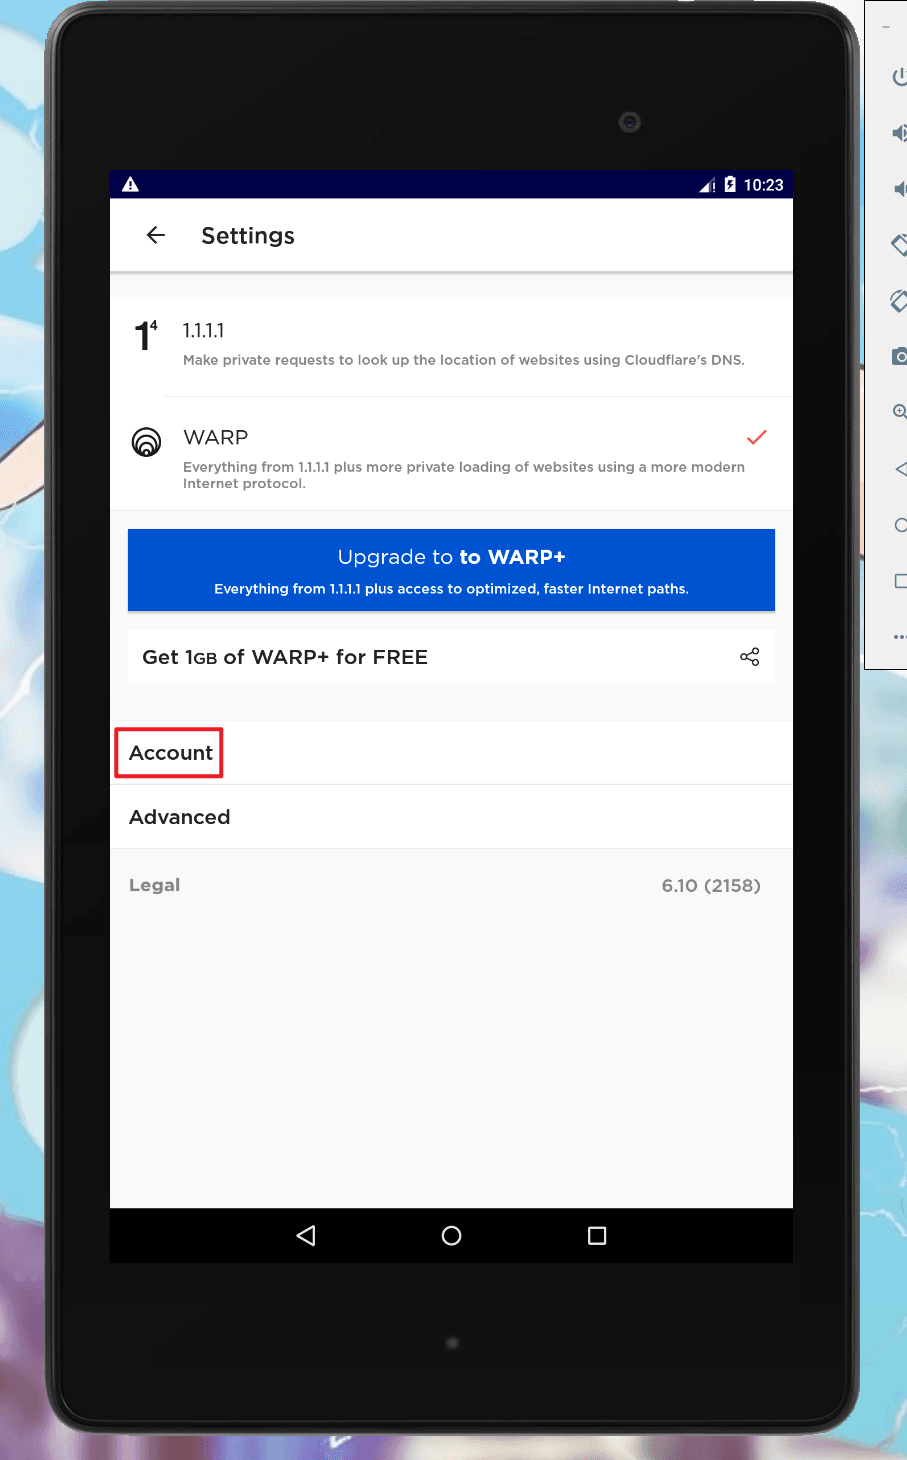 10:23
Settings
1⁴
1.1.1.1
Make private requests to look up the location of websites using Cloudflare's DNS.
WARP
Everything from 1.1.1.1 plus more private loading of websites using a more modern
Internet protocol.
Upgrade to to WARP+
Everything from 1.1.1.1 plus access to optimized, faster Internet paths.
Get 1GB of WARP+ for FREE
Account
Advanced
Legal
6.10 (2158)